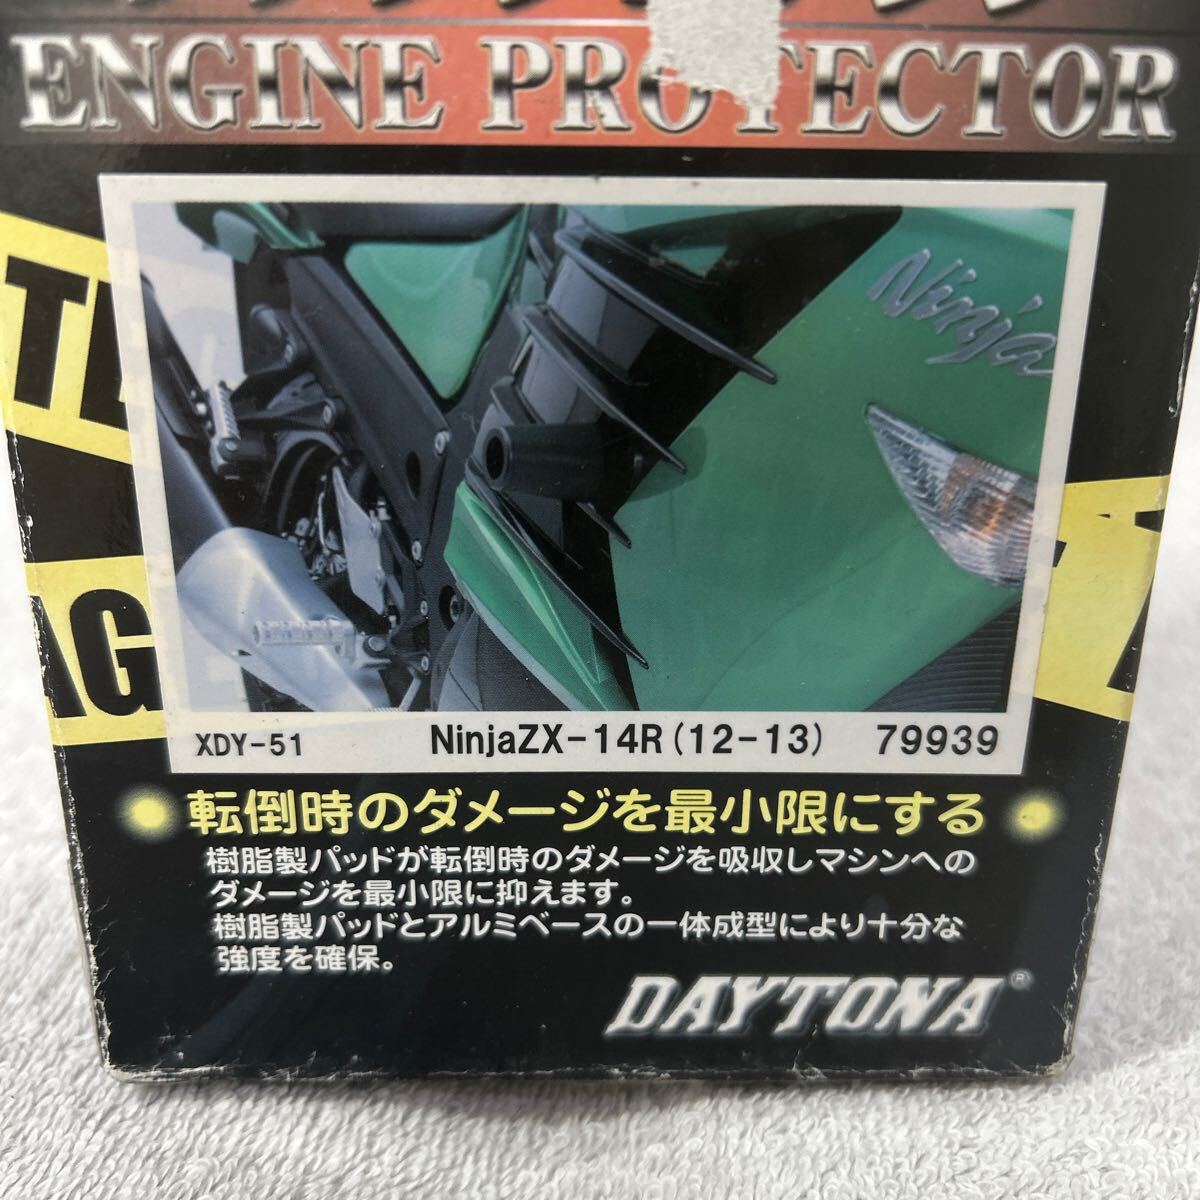 ENGINE PROTECTOR
Ninja
XDY-51 NinjaZX-14R(12-13) 79939
転倒時のダメージを最小限にする
樹脂製パッドが転倒時のダメージを吸収しマシンへの
ダメージを最小限に抑えます。
樹脂製パッドとアルミベースの一体成型により十分な
強度を確保。
DAYTONA®